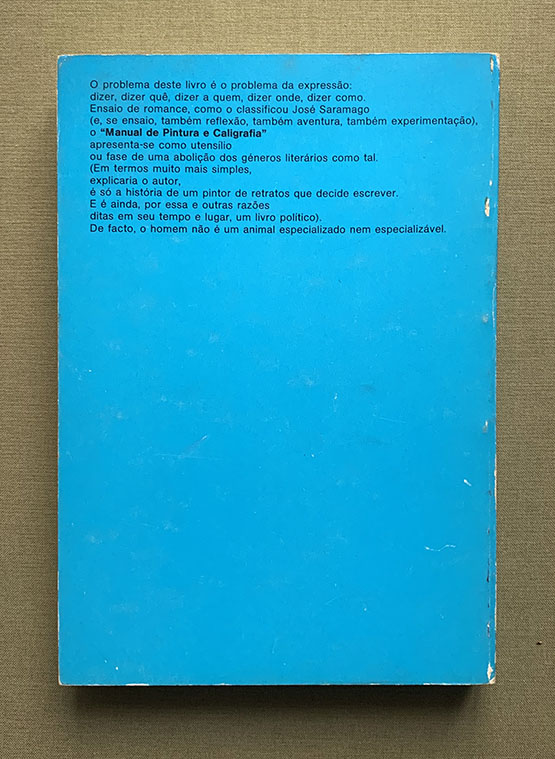 O problema deste livro é o problema da expressão:
dizer, dizer quê, dizer a quem, dizer onde, dizer como.
Ensaio de romance, como o classificou José Saramago
(e, se ensaio, também reflexão, também aventura, também experimentação),
o “Manual de Pintura e Caligrafia”
apresenta-se como utensílio
ou fase de uma abolição dos géneros literários como tal.
(Em termos muito mais simples,
explicaria o autor,
é só a história de um pintor de retratos que decide escrever.
E é ainda, por essa e outras razões
ditas em seu tempo e lugar, um livro político).
De facto, o homem não é um animal especializado nem especializável.